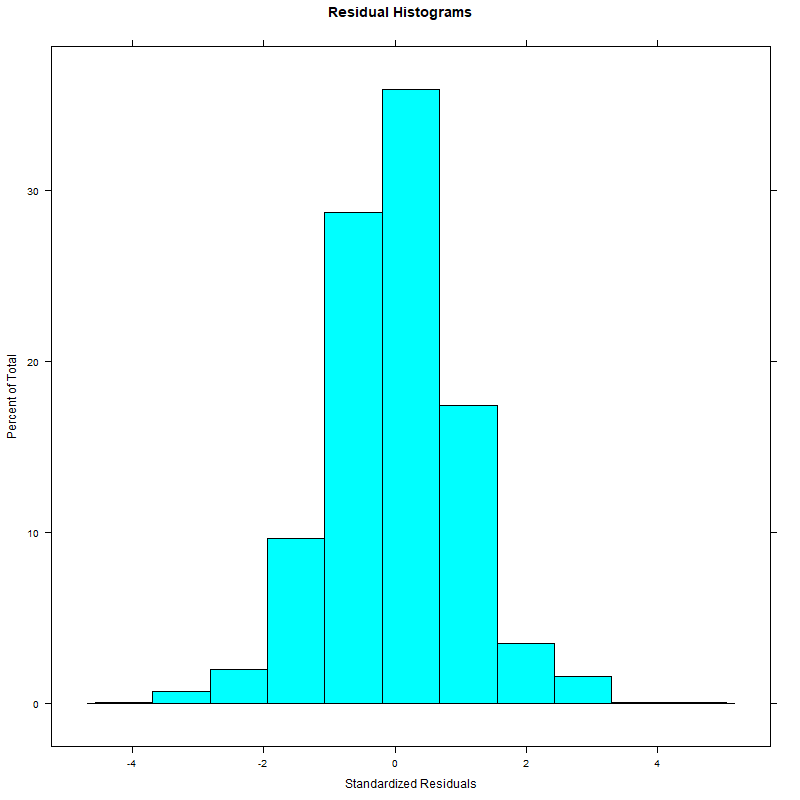 Residual Histograms
30
20
10
0
Percent of Total
-4 -2 0 2 4
Standardized Residuals